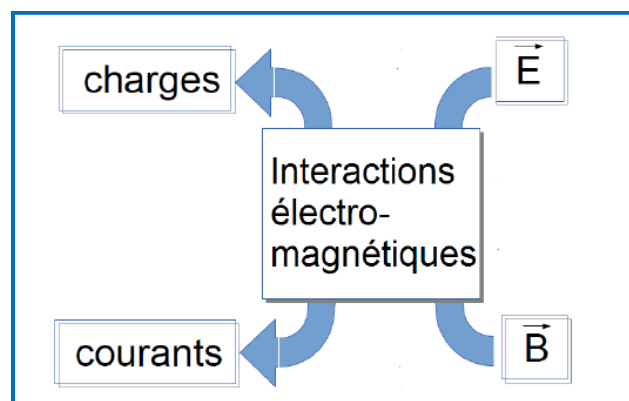 charges
E
Interactions
électro-
magnétiques
courants
B